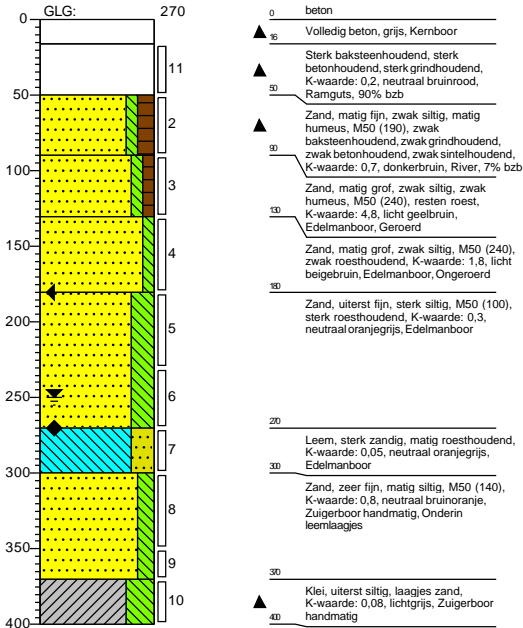 GLG: 270
0
50
100
150
200
250
300
350
400
11
2
3
4
5
6
7
8
9
10
0
beton
16
Volledig beton, grijs, Kernboor
50
Sterk baksteenhoudend, sterk
betonhoudend, sterk grindhoudend,
K-waarde: 0,2, neutraal bruinrood,
Ramguts, 90% bzb
90
Zand, matig fijn, zwak siltig, matig
humeus, M50 (190), zwak
baksteenhoudend, zwak grindhoudend,
zwak betonhoudend, zwak sintelhoudend,
K-waarde: 0,7, donkerbruin, River, 7% bzb
130
Zand, matig grof, zwak siltig, zwak
humeus, M50 (240), resten roest,
K-waarde: 4,8, licht geelbruin,
Edelmanboor, Geroerd
180
Zand, matig grof, zwak siltig, M50 (240),
zwak roesthoudend, K-waarde: 1,8, licht
beigebruin, Edelmanboor, Ongeroerd
Zand, uiterst fijn, sterk siltig, M50 (100),
sterk roesthoudend, K-waarde: 0,3,
neutraal oranjegrijs, Edelmanboor
270
Leem, sterk zandig, matig roesthoudend,
K-waarde: 0,05, neutraal oranjegrijs,
Edelmanboor
300
Zand, zeer fijn, matig siltig, M50 (140),
K-waarde: 0,8, neutraal bruinoranje,
Zuigerboor handmatig, Onderin
leemlaagjes
370
Klei, uiterst siltig, laagjes zand,
K-waarde: 0,08, lichtgrijs, Zuigerboor
handmatig
400